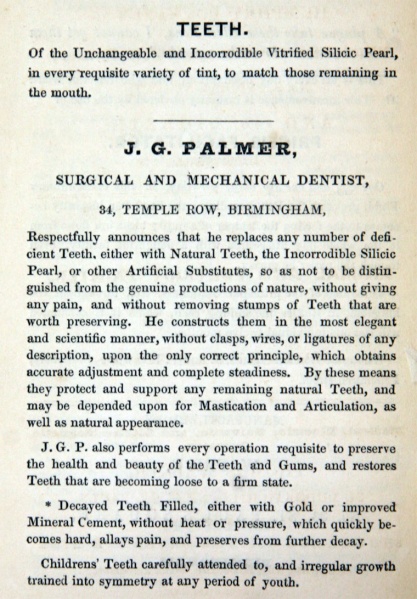 TEETH.
Of the Unchangeable and Incorrodible Vitrified Silicic Pearl,
in every requisite variety of tint, to match those remaining in
the mouth.
J. G. PALMER,
SURGICAL AND MECHANICAL DENTIST,
34, TEMPLE ROW, BIRMINGHAM,
Respectfully announces that he replaces any number of defi-
cient Teeth, either with Natural Teeth, the Incorrodible Silicic
Pearl, or other Artificial Substitutes, so as not to be distin-
guished from the genuine productions of nature, without giving
any pain, and without removing stumps of Teeth that are
worth preserving. He constructs them in the most elegant
and scientific manner, without clasps, wires, or ligatures of any
description, upon the only correct principle, which obtains
accurate adjustment and complete steadiness. By these means
they protect and support any remaining natural Teeth, and
may be depended upon for Mastication and Articulation, as
well as natural appearance.
J. G. P. also performs every operation requisite to preserve
the health and beauty of the Teeth and Gums, and restores
Teeth that are becoming loose to a firm state.
* Decayed Teeth Filled, either with Gold or improved
Mineral Cement, without heat or pressure, which quickly be-
comes hard, allays pain, and preserves from further decay.
Childrens' Teeth carefully attended to, and irregular growth
trained into symmetry at any period of youth.